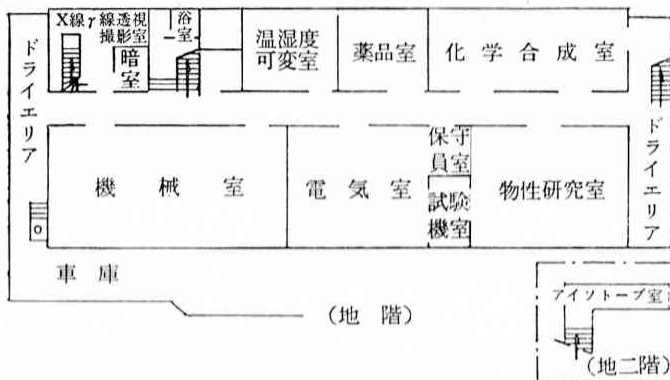 X線γ線透視
撮影室
暗室
浴室
温湿度
可変室
薬品室
化学合成室
ドライエリア
ドライエリア
機械室
電気室
保守
員室
試験
機室
物性研究室
車庫
(地階)
アイソトープ室
(地二階)